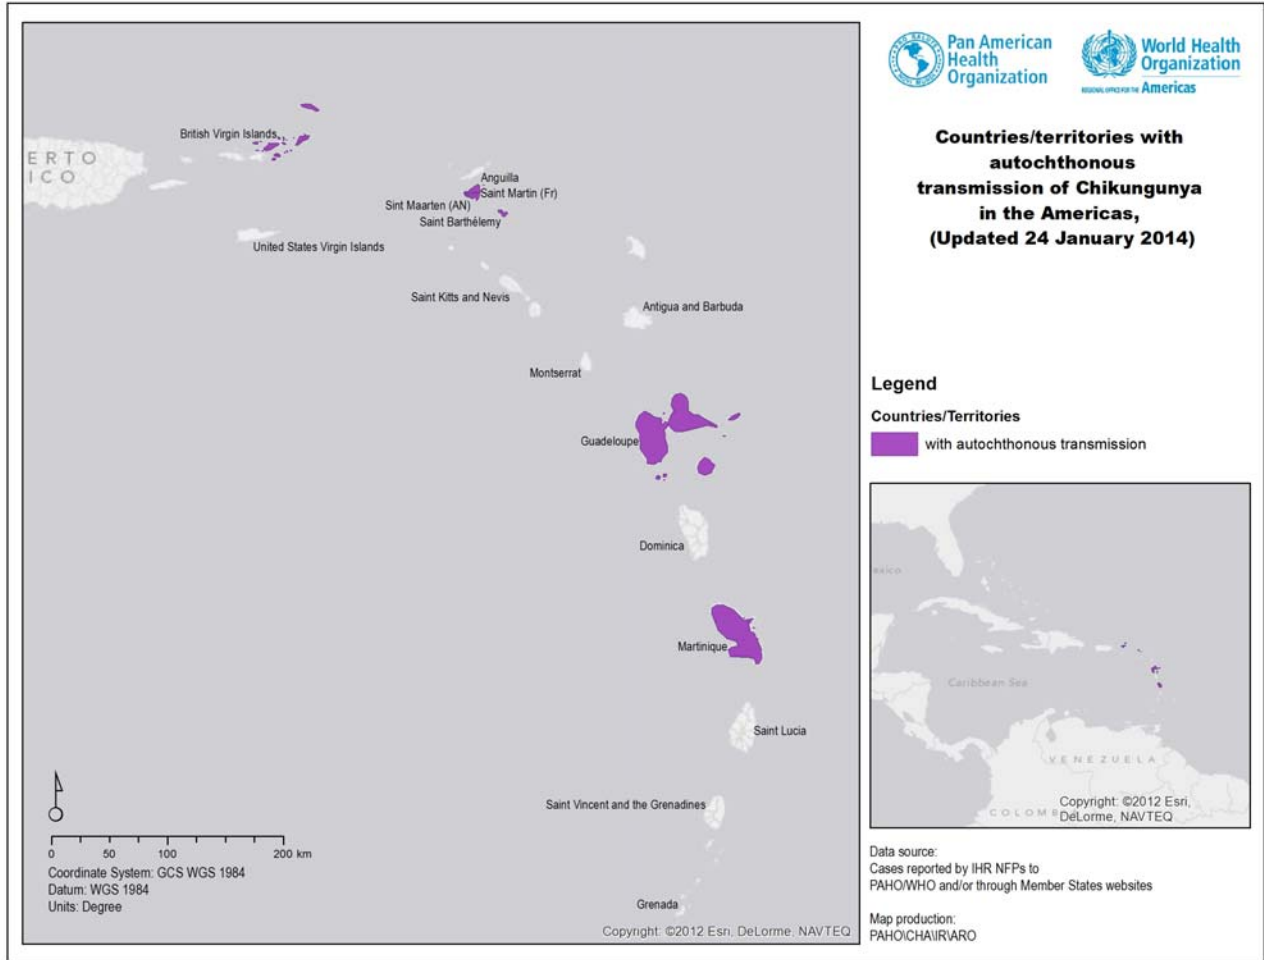 British Virgin Islands
ERTO
ICO
Anguilla
Saint Martin (Fr)
Sint Maarten (AN)
Saint Barthélemy
United States Virgin Islands
Saint Kitts and Nevis
Antigua and Barbuda
Montserrat
Guadeloupe
Dominica
Martinique
Saint Lucia
Saint Vincent and the Grenadines
Grenada
0 50 100 200 km
Coordinate System: GCS WGS 1984
Datum: WGS 1984
Units: Degree
Copyright: ©2012 Esri, DeLorme, NAVTEQ
Pan American
Health
Organization
World Health
Organization
REGIONAL OFFICE FOR THE Americas
Countries/territories with
autochthonous
transmission of Chikungunya
in the Americas,
(Updated 24 January 2014)
Legend
Countries/Territories
with autochthonous transmission
Caribbean Sea
VENEZUELA
Copyright: ©2012 Esri,
DeLorme, NAVTEQ
Data source:
Cases reported by IHR NFPs to
PAHO/WHO and/or through Member States websites
Map production:
PAHO\CHA\IR\ARO